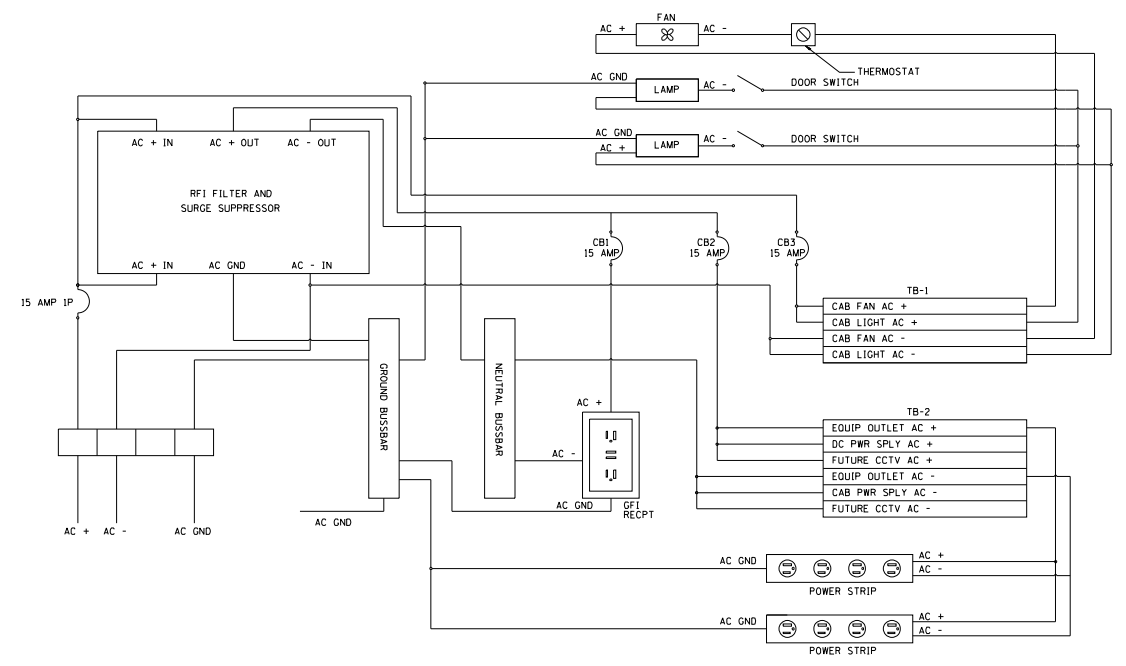 FAN
AC +
AC -
THERMOSTAT
AC GND
LAMP
AC -
DOOR SWITCH
AC GND
AC +
LAMP
AC -
DOOR SWITCH
AC + IN
AC + OUT
AC - OUT
RFI FILTER AND
SURGE SUPPRESSOR
AC + IN
AC GND
AC - IN
15 AMP 1P
CB1
15 AMP
CB2
15 AMP
CB3
15 AMP
TB-1
CAB FAN AC +
CAB LIGHT AC +
CAB FAN AC -
CAB LIGHT AC -
GROUND BUSSBAR
NEUTRAL BUSSBAR
AC +
AC -
AC GND
GFI
RECPT
TB-2
EQUIP OUTLET AC +
DC PWR SPLY AC +
FUTURE CCTV AC +
EQUIP OUTLET AC -
CAB PWR SPLY AC -
FUTURE CCTV AC -
AC +
AC -
AC GND
AC GND
AC GND
AC +
AC -
POWER STRIP
AC GND
AC +
AC -
POWER STRIP